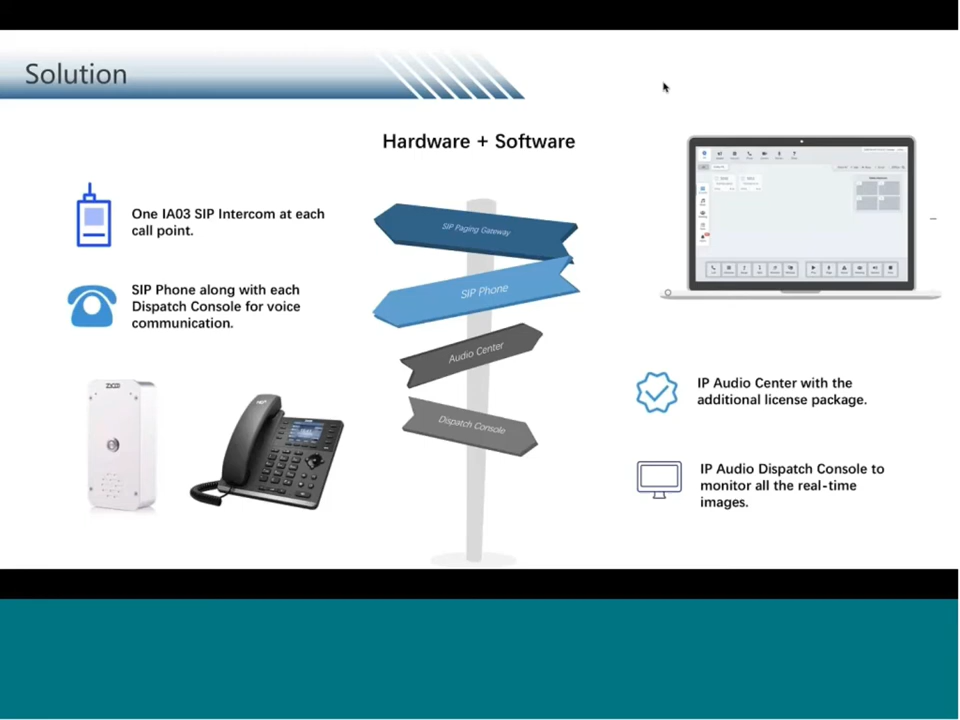 Solution
Hardware + Software
One IA03 SIP Intercom at each
call point.
SIP Phone along with each
Dispatch Console for voice
communication.
ZYCOO
SIP Paging Gateway
SIP Phone
Audio Center
Dispatch Console
IP Audio Center with the
additional license package.
IP Audio Dispatch Console to
monitor all the real-time
images.